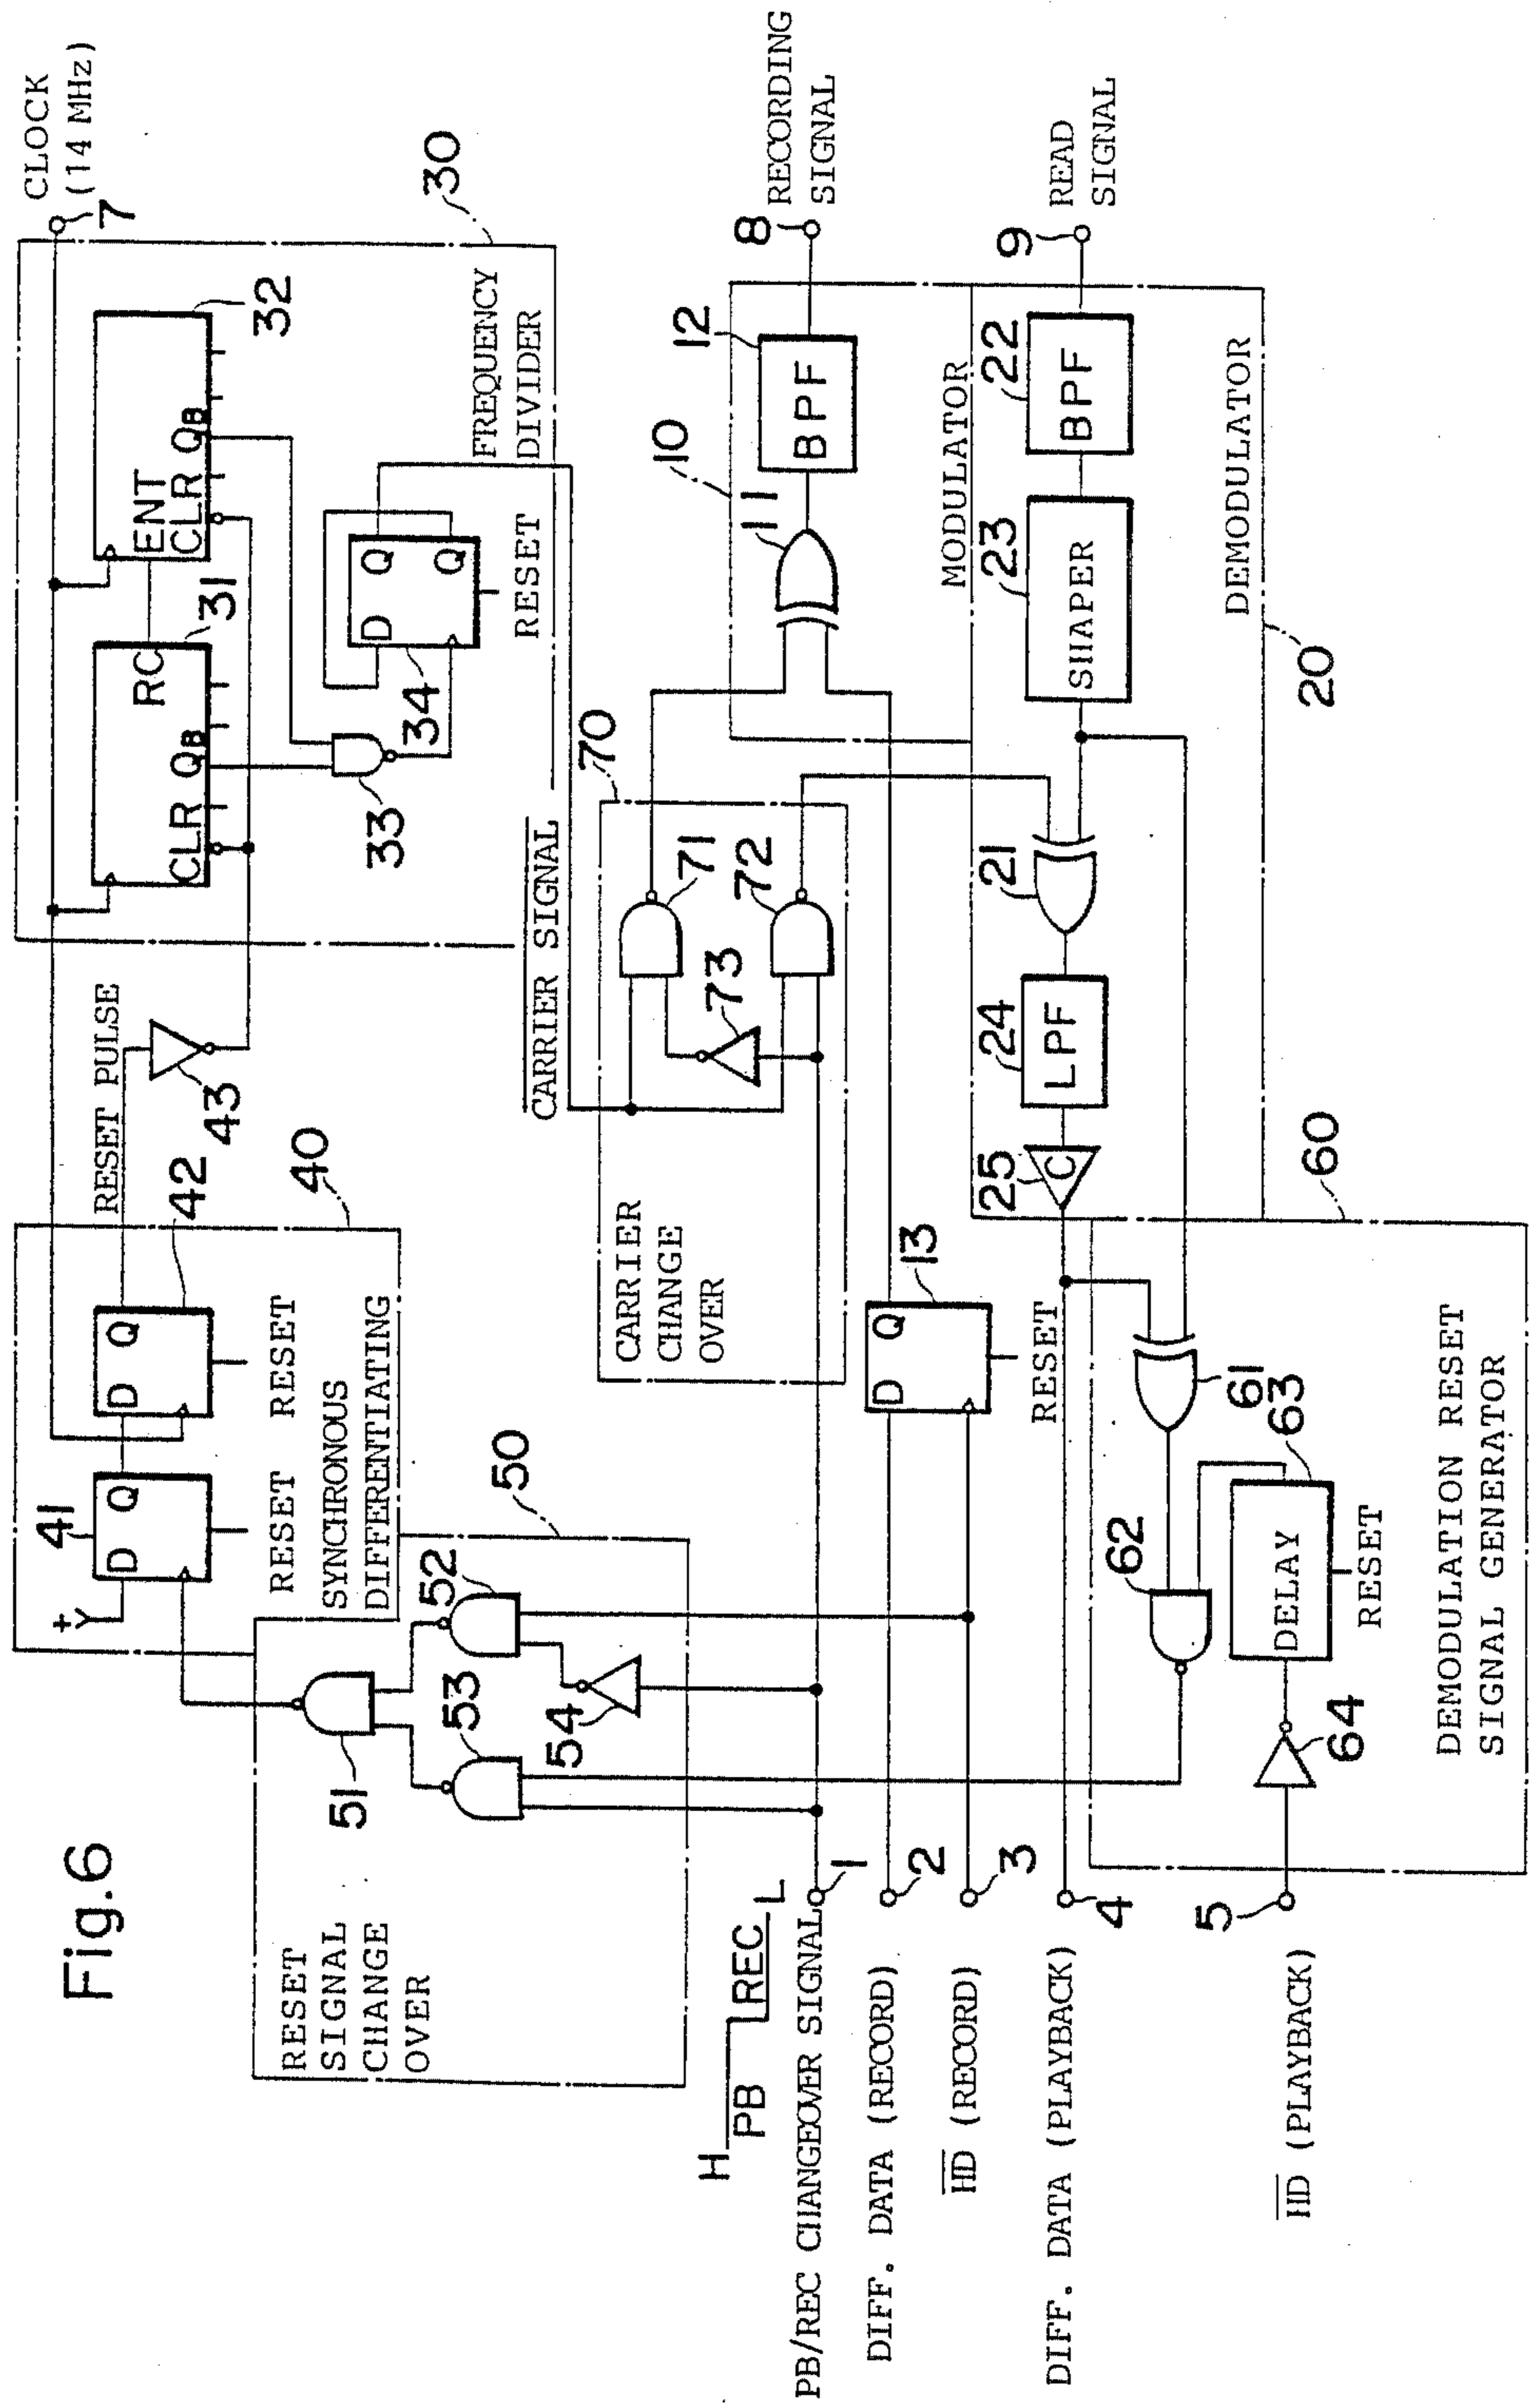 Fig.6
CLOCK
(14 MHz)
7
30
32
ENT
CLR
QB
31
RC
CLR
QB
FREQUENCY
DIVIDER
D
Q
Q
RESET
34
33
RESET PULSE
43
40
42
D
Q
RESET
41
D
Q
RESET
+V
SYNCHRONOUS
DIFFERENTIATING
50
52
51
53
54
RESET
SIGNAL
CHANGE
OVER
CARRIER SIGNAL
70
71
72
73
CARRIER
CHANGE
OVER
RECORDING
SIGNAL
8
12
BPF
10
11
MODULATOR
READ
SIGNAL
9
22
BPF
23
SHAPER
DEMODULATOR
20
21
24
LPF
25
C
60
13
D
Q
RESET
61
63
62
DELAY
RESET
64
DEMODULATION RESET
SIGNAL GENERATOR
H
PB
REC
L
PB/REC CHANGEOVER SIGNAL
1
DIFF. DATA (RECORD)
2
HD (RECORD)
3
DIFF. DATA (PLAYBACK)
4
HD (PLAYBACK)
5